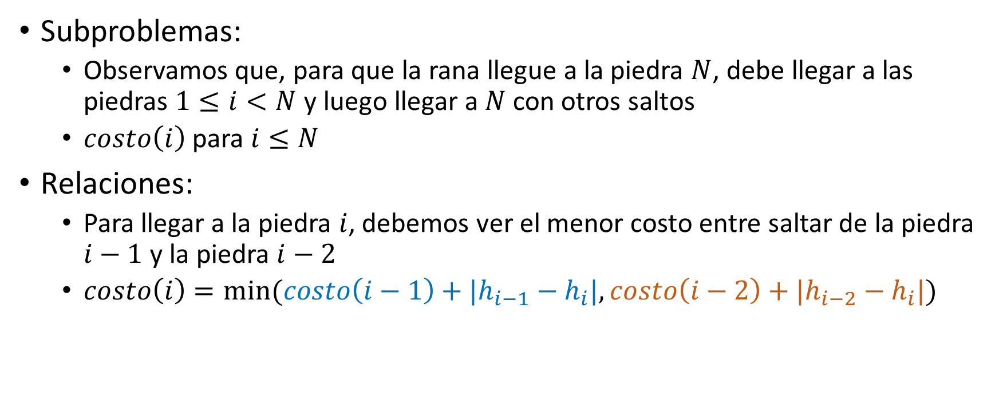 • Subproblemas:
• Observamos que, para que la rana llegue a la piedra N, debe llegar a las
piedras 1 ≤ i < N y luego llegar a N con otros saltos
• costo(i) para i ≤ N
• Relaciones:
• Para llegar a la piedra i, debemos ver el menor costo entre saltar de la piedra
i − 1 y la piedra i − 2
• costo(i) = min(costo(i − 1) + |h_{i−1} − h_i|, costo(i − 2) + |h_{i−2} − h_i|)